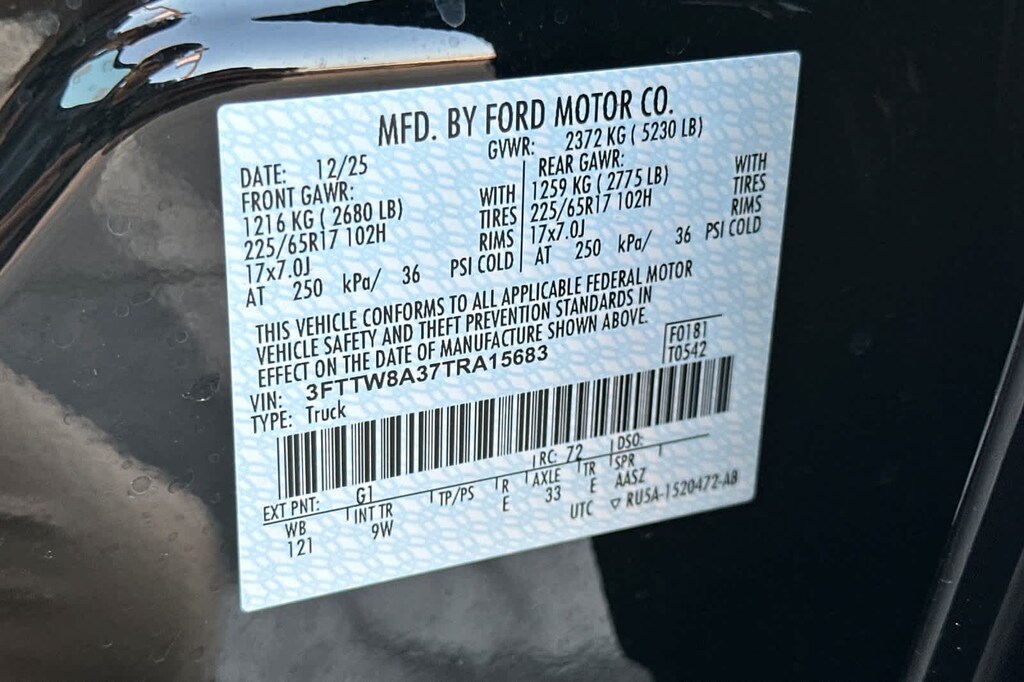 MFD. BY FORD MOTOR CO.
DATE: 12/25 GVWR: 2372 KG ( 5230 LB)
FRONT GAWR: REAR GAWR:
1216 KG ( 2680 LB) WITH 1259 KG ( 2775 LB) WITH
225/65R17 102H TIRES 225/65R17 102H TIRES
17x7.0J RIMS 17x7.0J RIMS
AT 250 kPa/ 36 PSI COLD AT 250 kPa/ 36 PSI COLD
THIS VEHICLE CONFORMS TO ALL APPLICABLE FEDERAL MOTOR
VEHICLE SAFETY AND THEFT PREVENTION STANDARDS IN
EFFECT ON THE DATE OF MANUFACTURE SHOWN ABOVE.
VIN: 3FTTW8A37TRA15683 F0181
TYPE: Truck T0542
EXT PNT: G1 RC: 72 DSO:
WB INT TR TP/PS R AXLE TR SPR
121 9W E 33 E AASZ
UTC ▽ RU5A-1520472-AB